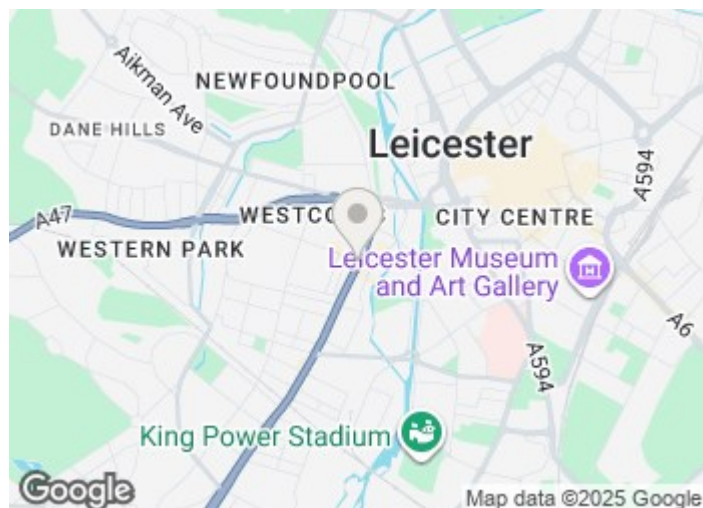 Aikman Ave
NEWFOUNDPOOL
DANE HILLS
Leicester
A594
A47
CITY CENTRE
WESTERN PARK
Leicester Museum
and Art Gallery
A6
A594
King Power Stadium
Google
Map data ©2025 Google